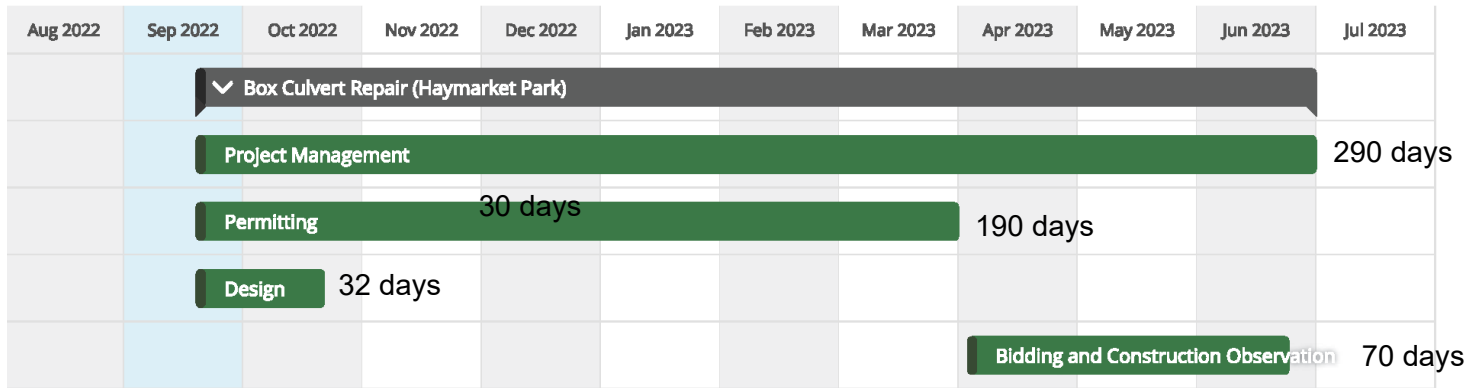 Aug 2022 Sep 2022 Oct 2022 Nov 2022 Dec 2022 Jan 2023 Feb 2023 Mar 2023 Apr 2023 May 2023 Jun 2023 Jul 2023
Box Culvert Repair (Haymarket Park)
Project Management 290 days
30 days
Permitting 190 days
Design 32 days
Bidding and Construction Observation 70 days